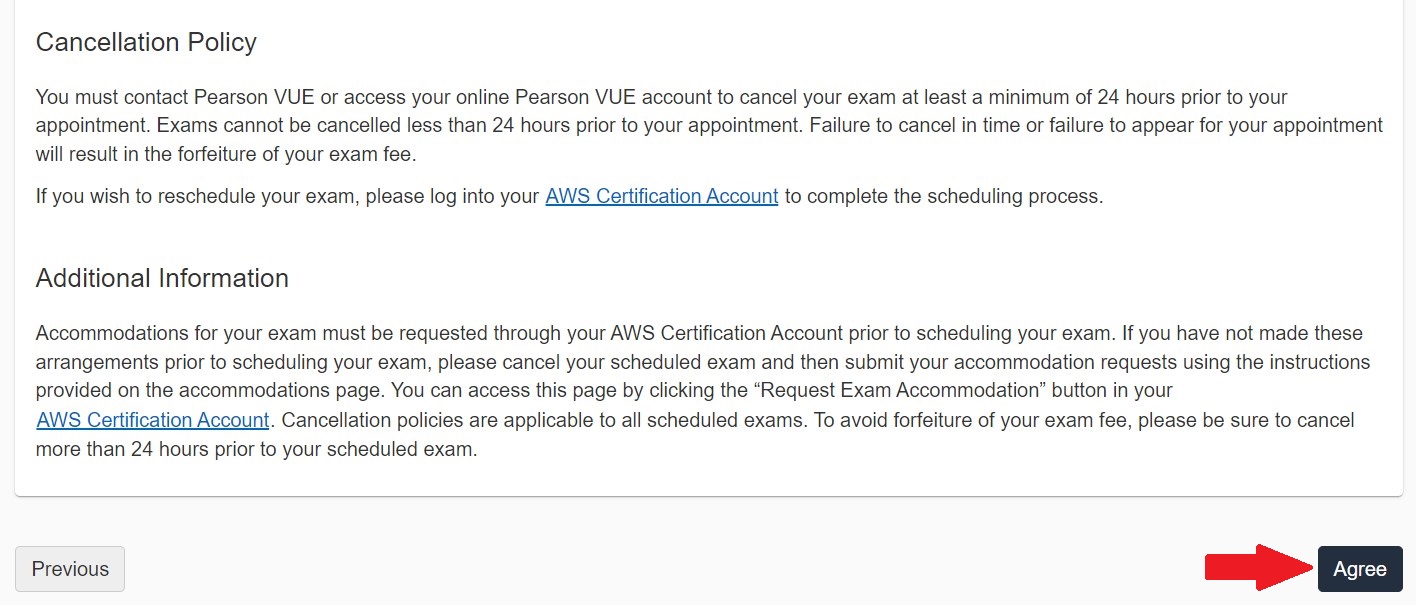 Cancellation Policy
You must contact Pearson VUE or access your online Pearson VUE account to cancel your exam at least a minimum of 24 hours prior to your
appointment. Exams cannot be cancelled less than 24 hours prior to your appointment. Failure to cancel in time or failure to appear for your appointment
will result in the forfeiture of your exam fee.
If you wish to reschedule your exam, please log into your AWS Certification Account to complete the scheduling process.
Additional Information
Accommodations for your exam must be requested through your AWS Certification Account prior to scheduling your exam. If you have not made these
arrangements prior to scheduling your exam, please cancel your scheduled exam and then submit your accommodation requests using the instructions
provided on the accommodations page. You can access this page by clicking the “Request Exam Accommodation” button in your
AWS Certification Account. Cancellation policies are applicable to all scheduled exams. To avoid forfeiture of your exam fee, please be sure to cancel
more than 24 hours prior to your scheduled exam.
Previous
Agree